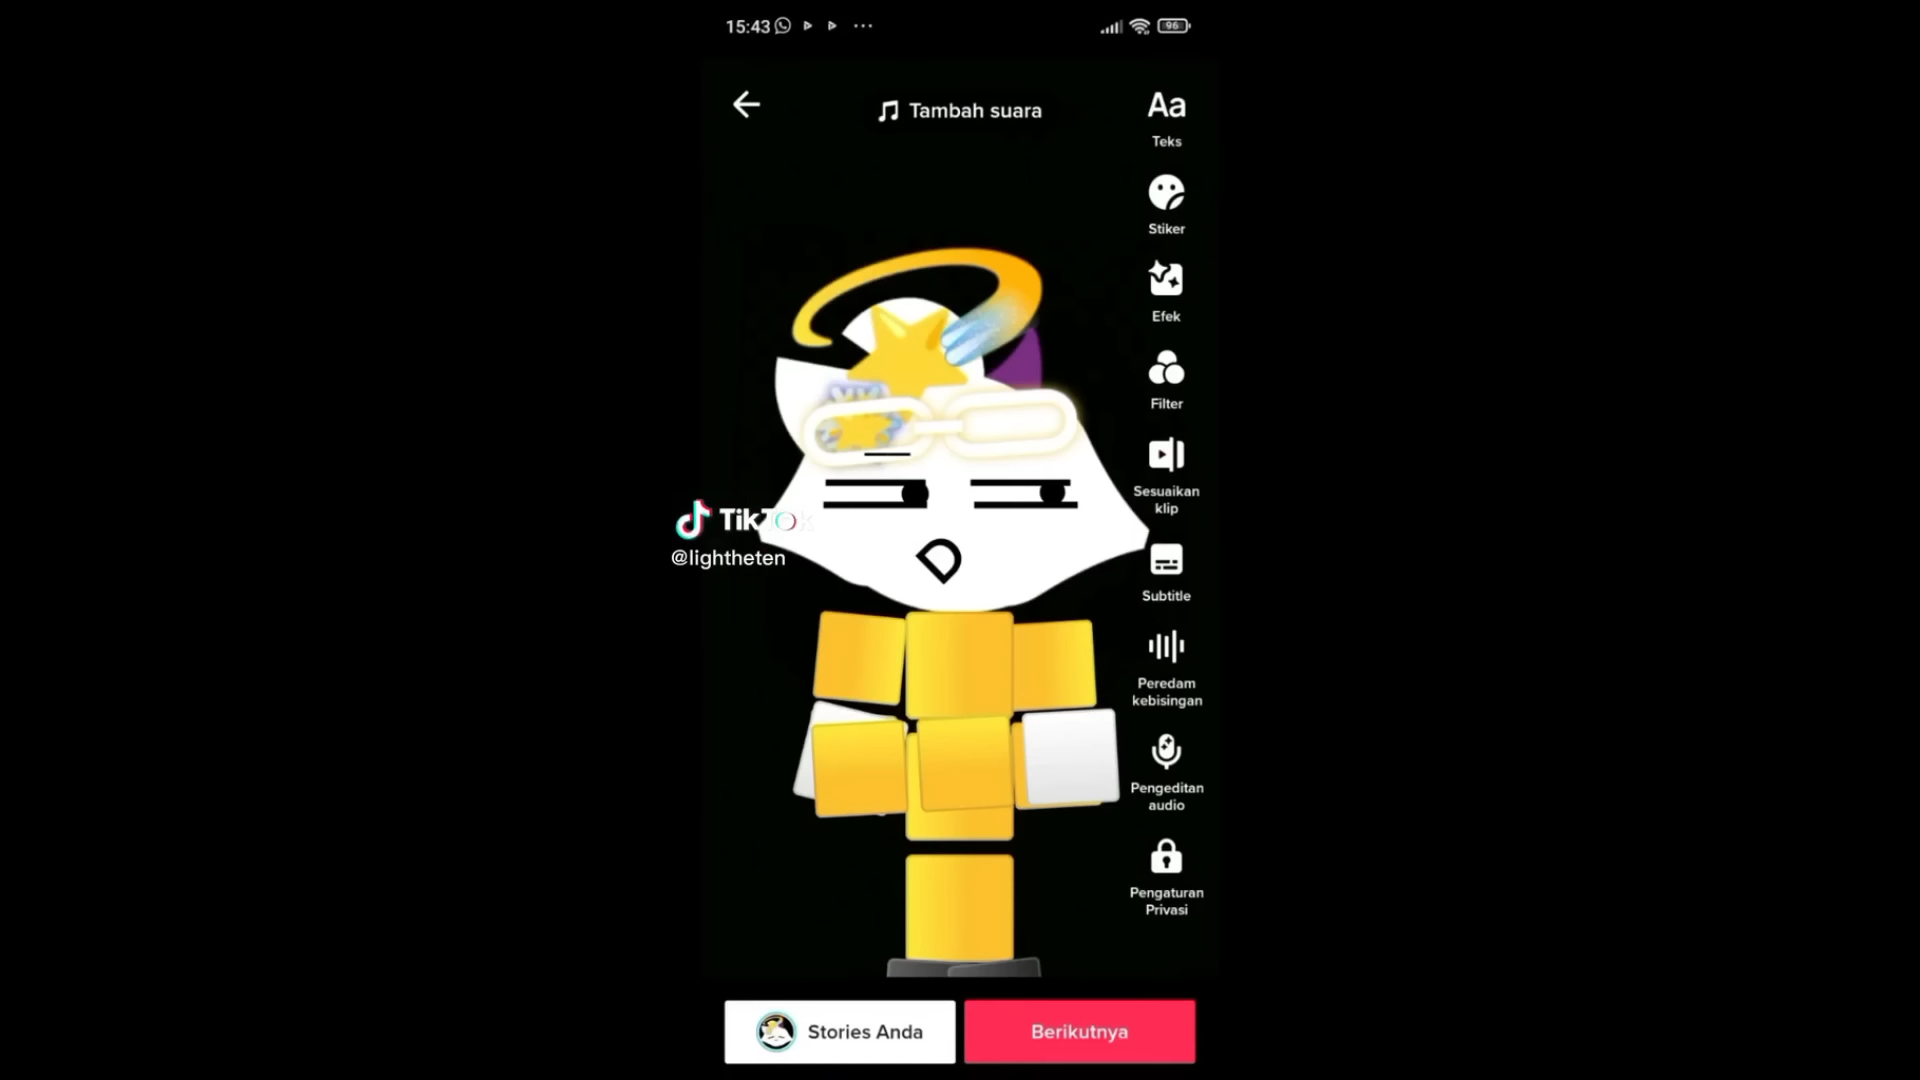 15:43
96
Tambah suara
Aa
Teks
Stiker
Efek
Filter
Sesuaikan
klip
TikTok
@lightheten
Subtitle
Peredam
kebisingan
Pengeditan
audio
Pengaturan
Privasi
Stories Anda
Berikutnya